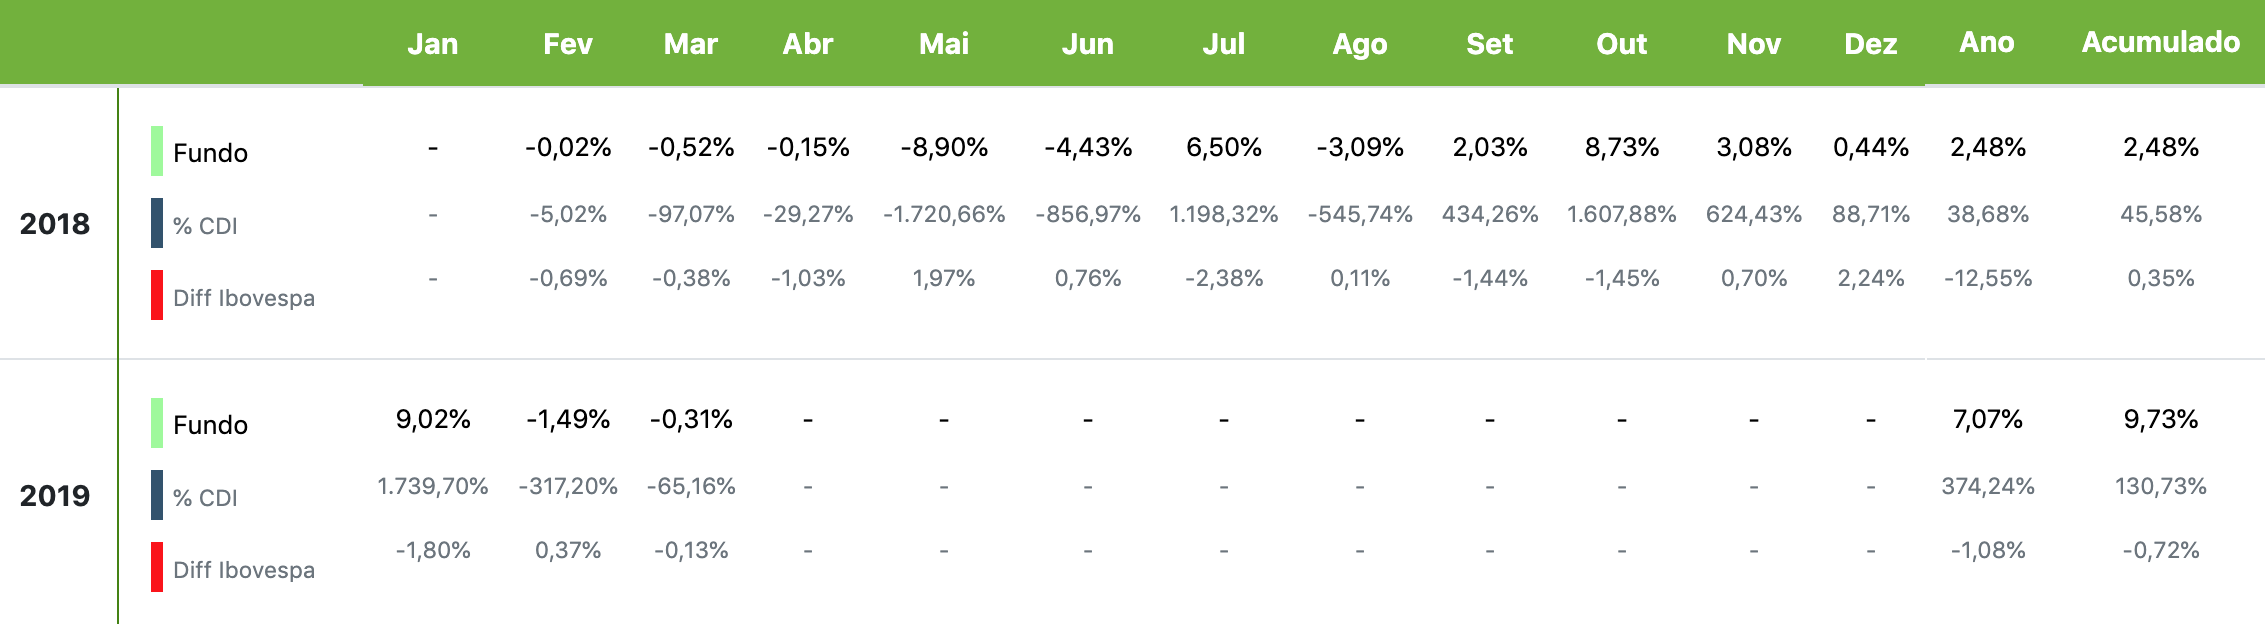 Jan Fev Mar Abr Mai Jun Jul Ago Set Out Nov Dez Ano Acumulado
2018
Fundo - -0,02% -0,52% -0,15% -8,90% -4,43% 6,50% -3,09% 2,03% 8,73% 3,08% 0,44% 2,48% 2,48%
% CDI - -5,02% -97,07% -29,27% -1.720,66% -856,97% 1.198,32% -545,74% 434,26% 1.607,88% 624,43% 88,71% 38,68% 45,58%
Diff Ibovespa - -0,69% -0,38% -1,03% 1,97% 0,76% -2,38% 0,11% -1,44% -1,45% 0,70% 2,24% -12,55% 0,35%
2019
Fundo 9,02% -1,49% -0,31% - - - - - - - - - 7,07% 9,73%
% CDI 1.739,70% -317,20% -65,16% - - - - - - - - - 374,24% 130,73%
Diff Ibovespa -1,80% 0,37% -0,13% - - - - - - - - - -1,08% -0,72%